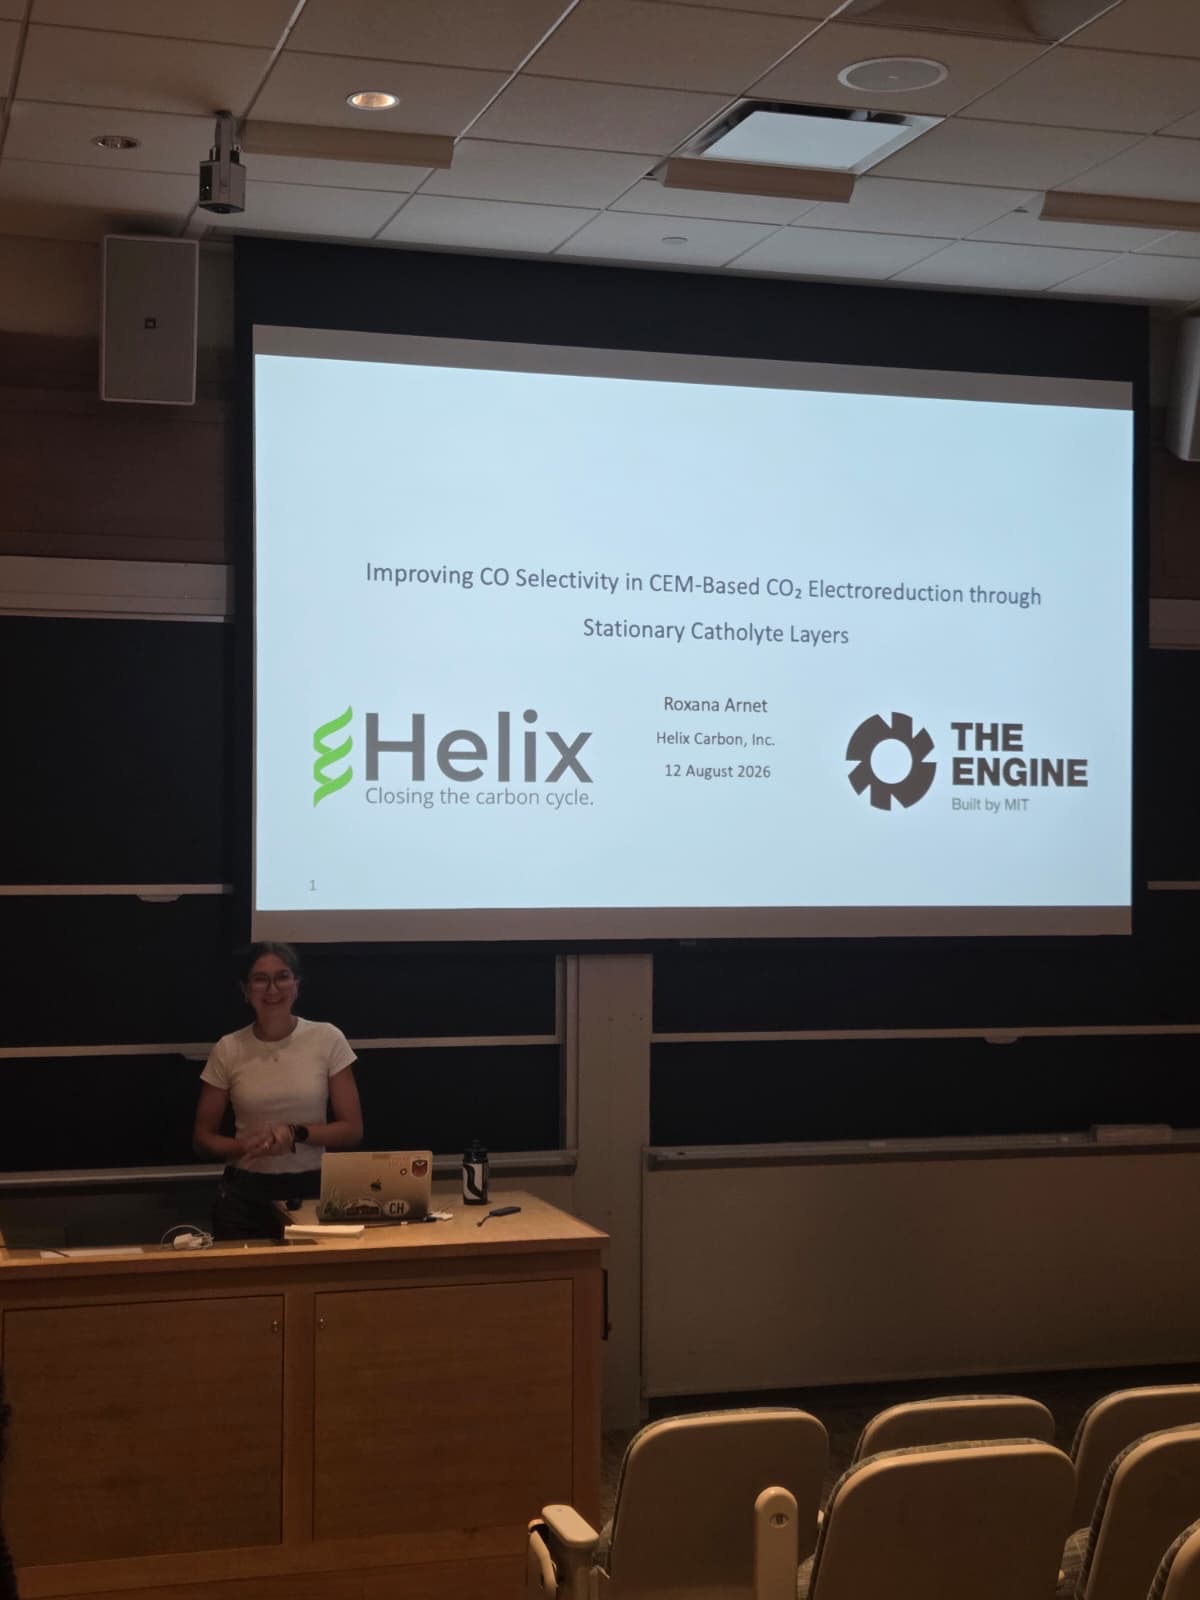 Improving CO Selectivity in CEM-Based CO₂ Electroreduction through
Stationary Catholyte Layers
Roxana Arnet
Helix Carbon, Inc.
12 August 2026
Helix
Closing the carbon cycle.
THE
ENGINE
Built by MIT
1
CH